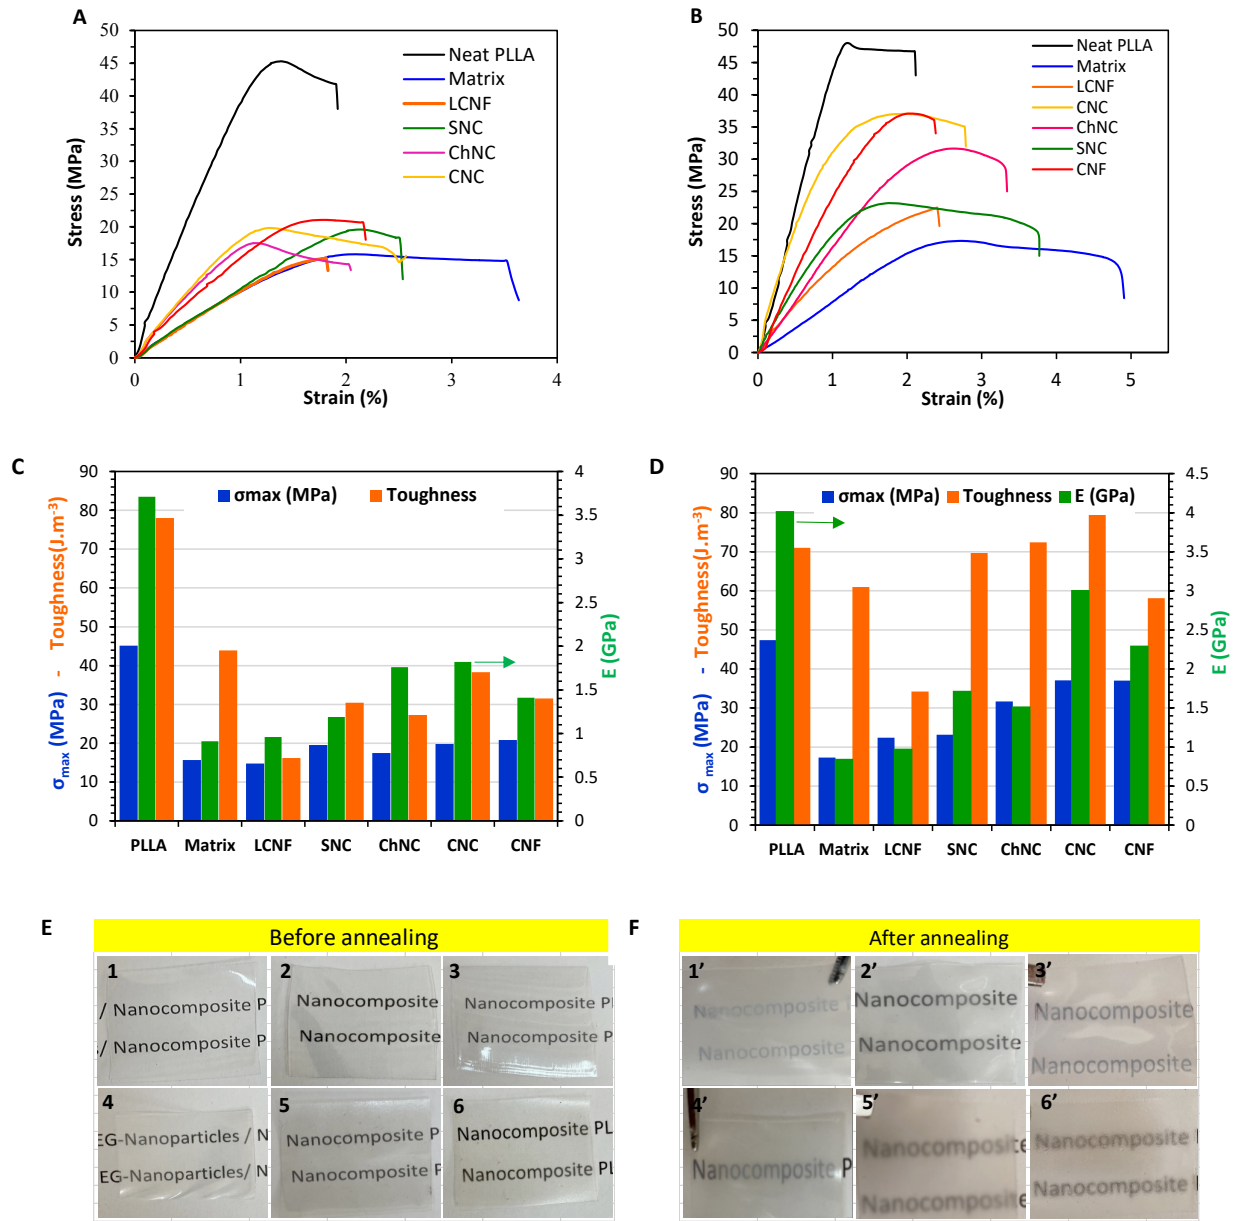 A
50
45
40
35
30
25
20
15
10
5
0
Stress (MPa)
0 1 2 3 4
Strain (%)
Neat PLLA
Matrix
LCNF
SNC
ChNC
CNC
B
50
45
40
35
30
25
20
15
10
5
0
Stress (MPa)
0 1 2 3 4 5
Strain (%)
Neat PLLA
Matrix
LCNF
CNC
ChNC
SNC
CNF
C
σmax (MPa) - Toughness(J.m-3)
90
80
70
60
50
40
30
20
10
0
σmax (MPa) Toughness
4
3.5
3
2.5
2
1.5
1
0.5
0
E (GPa)
PLLA Matrix LCNF SNC ChNC CNC CNF
D
σ max (MPa) - Toughness(J.m-3)
90
80
70
60
50
40
30
20
10
0
σmax (MPa) Toughness E (GPa)
4.5
4
3.5
3
2.5
2
1.5
1
0.5
0
E (GPa)
PLLA Matrix LCNF SNC ChNC CNC CNF
E
Before annealing
1
/ Nanocomposite P
s/ Nanocomposite P
2
Nanocomposite
Nanocomposite
3
Nanocomposite PL
Nanocomposite P
4
EG-Nanoparticles / N
EG-Nanoparticles/ N
5
Nanocomposite P
Nanocomposite P
6
Nanocomposite PL
Nanocomposite PL
F
After annealing
1’
Nanocomposite
Nanocomposite
2’
Nanocomposite
Nanocomposite
3’
Nanocomposite
Nanocomposite
4’
Nanocomposite P
5’
Nanocomposite
Nanocomposite
6’
Nanocomposite
Nanocomposite